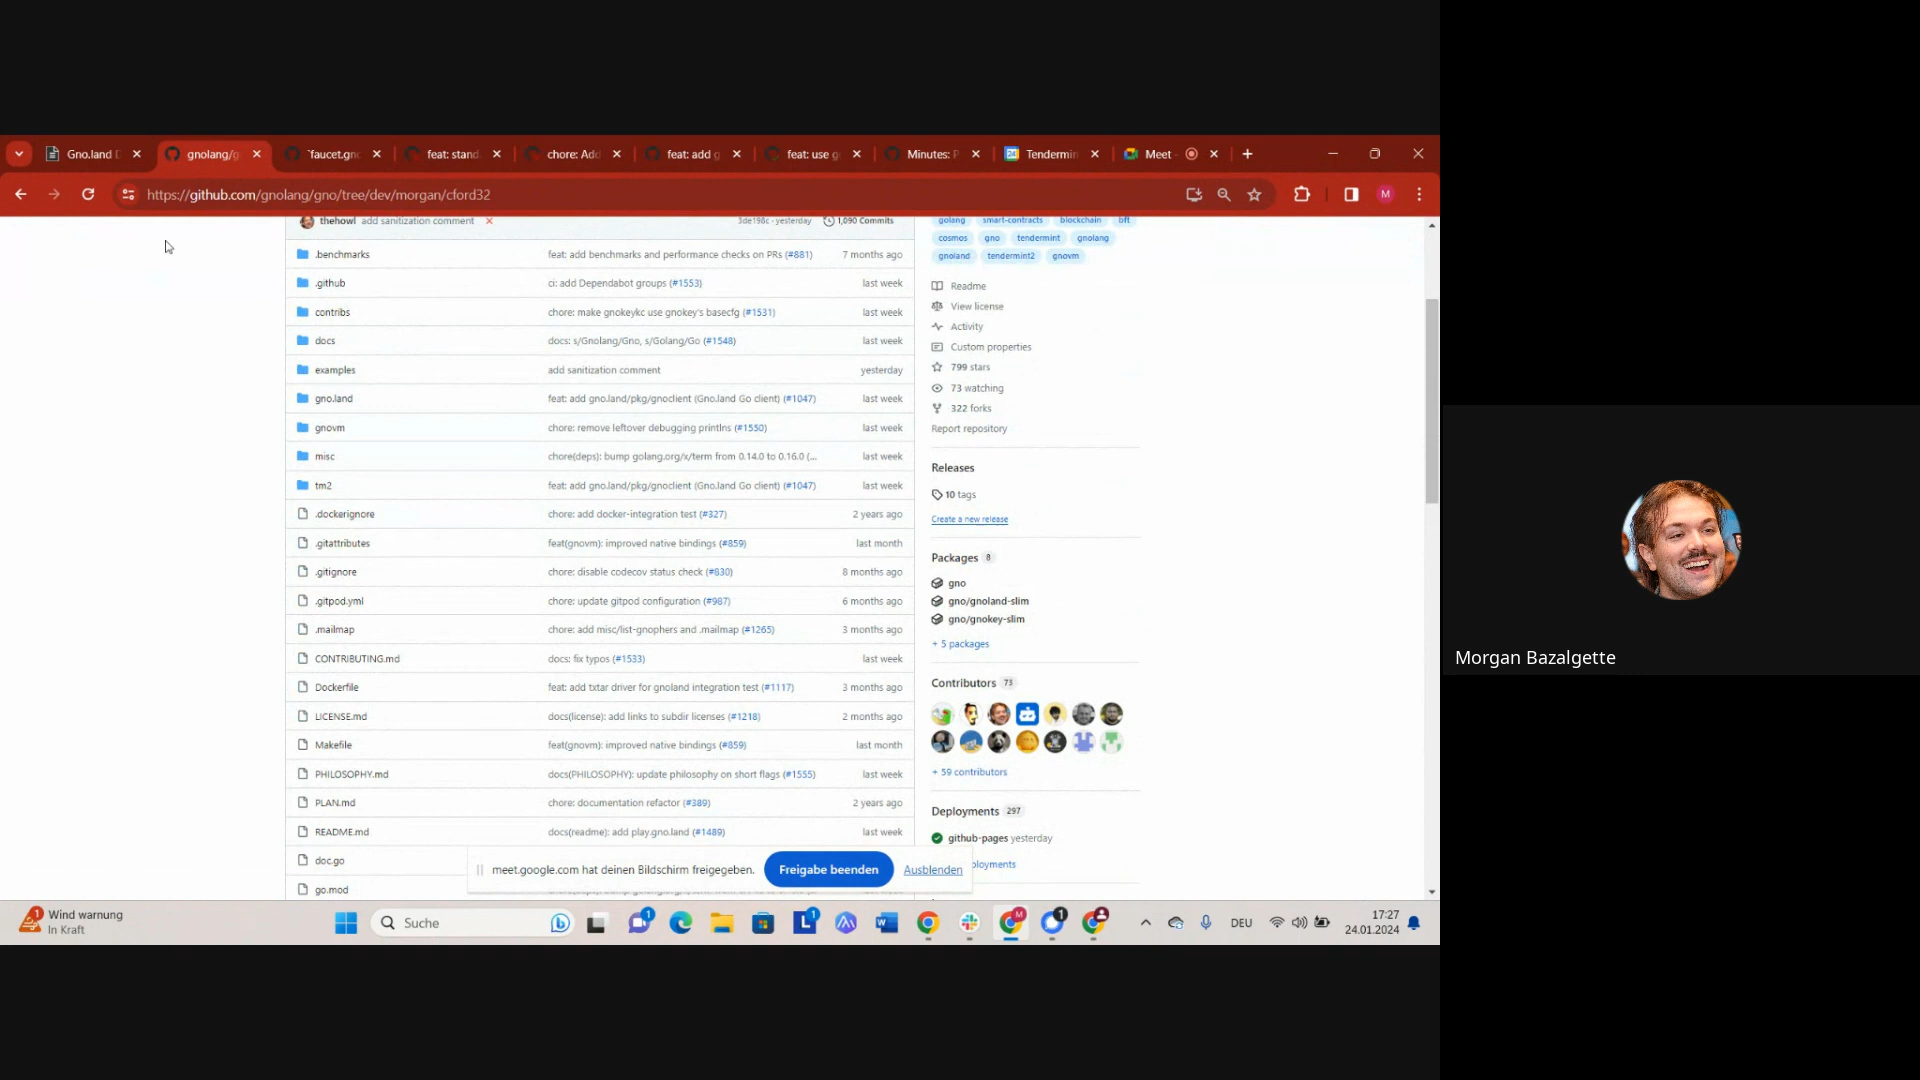 Gno.land D
gnolang/g
`faucet.gno
feat: stand
chore: Add
feat: add g
feat: use g
Minutes: P
Tendermin
Meet
https://github.com/gnolang/gno/tree/dev/morgan/cford32
M
thehowl add sanitization comment
3de198c · yesterday
1,090 Commits
.benchmarks feat: add benchmarks and performance checks on PRs (#881) 7 months ago
.github ci: add Dependabot groups (#1553) last week
contribs chore: make gnokeykc use gnokey's basecfg (#1531) last week
docs docs: s/Gnolang/Gno, s/Golang/Go (#1548) last week
examples add sanitization comment yesterday
gno.land feat: add gno.land/pkg/gnoclient (Gno.land Go client) (#1047) last week
gnovm chore: remove leftover debugging printlns (#1550) last week
misc chore(deps): bump golang.org/x/term from 0.14.0 to 0.16.0 (... last week
tm2 feat: add gno.land/pkg/gnoclient (Gno.land Go client) (#1047) last week
.dockerignore chore: add docker-integration test (#327) 2 years ago
.gitattributes feat(gnovm): improved native bindings (#859) last month
.gitignore chore: disable codecov status check (#830) 8 months ago
.gitpod.yml chore: update gitpod configuration (#987) 6 months ago
.mailmap chore: add misc/list-gnophers and .mailmap (#1265) 3 months ago
CONTRIBUTING.md docs: fix typos (#1533) last week
Dockerfile feat: add txtar driver for gnoland integration test (#1117) 3 months ago
LICENSE.md docs(license): add links to subdir licenses (#1218) 2 months ago
Makefile feat(gnovm): improved native bindings (#859) last month
PHILOSOPHY.md docs(PHILOSOPHY): update philosophy on short flags (#1555) last week
PLAN.md chore: documentation refactor (#389) 2 years ago
README.md docs(readme): add play.gno.land (#1489) last week
doc.go
go.mod
golang smart-contracts blockchain bft
cosmos gno tendermint gnolang
gnoland tendermint2 gnovm
Readme
View license
Activity
Custom properties
799 stars
73 watching
322 forks
Report repository
Releases
10 tags
Create a new release
Packages 8
gno
gno/gnoland-slim
gno/gnokey-slim
+ 5 packages
Contributors 73
+ 59 contributors
Deployments 297
github-pages yesterday
ployments
meet.google.com hat deinen Bildschirm freigegeben.
Freigabe beenden
Ausblenden
Morgan Bazalgette
Wind warnung
In Kraft
Suche
DEU
17:27
24.01.2024